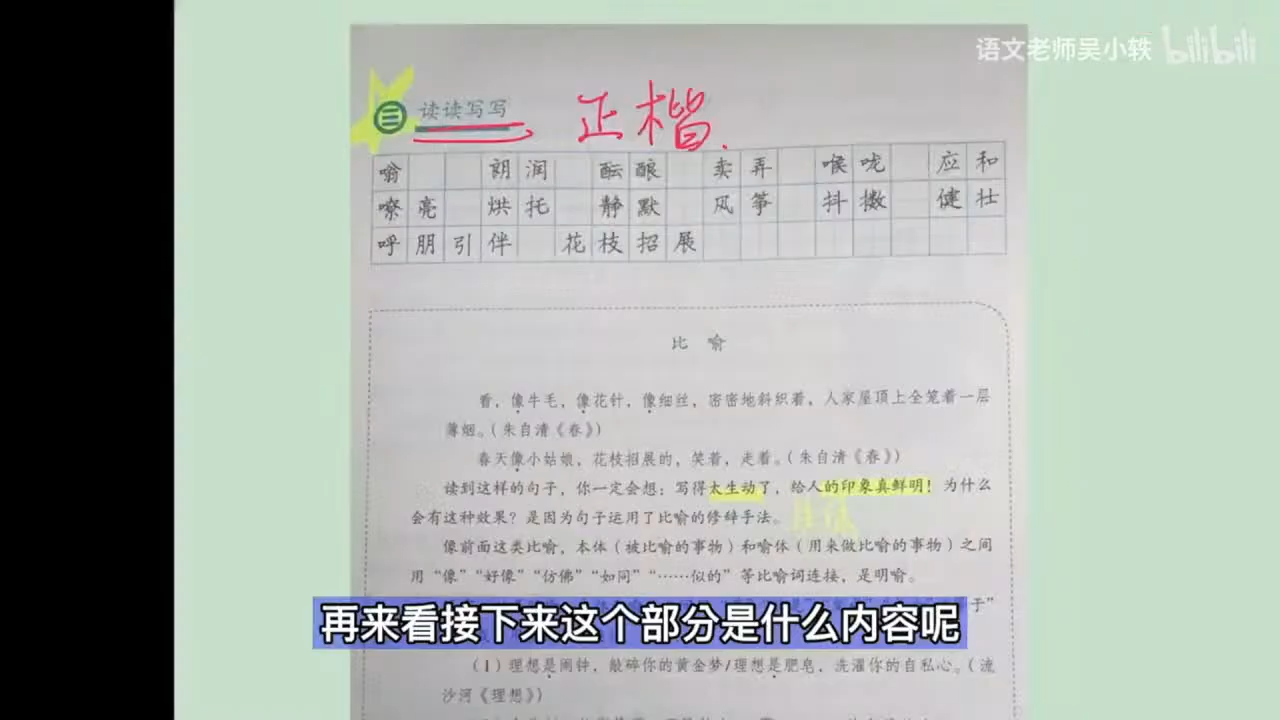 语文老师吴小轶 bilibili
三 读读写写 正楷
嗡 朗润 酝酿 卖弄 喉咙 应和
嘹亮 烘托 静默 风筝 抖擞 健壮
呼朋引伴 花枝招展
比 喻
看，像牛毛，像花针，像细丝，密密地斜织着，人家屋顶上全笼着一层
薄烟。（朱自清《春》）
春天像小姑娘，花枝招展的，笑着，走着。（朱自清《春》）
读到这样的句子，你一定会想：写得太生动了，给人的印象真鲜明！为什么
会有这种效果？是因为句子运用了比喻的修辞手法。
像前面这类比喻，本体（被比喻的事物）和喻体（用来做比喻的事物）之间
用“像”“好像”“仿佛”“如同”“……似的”等比喻词连接，是明喻。
再来看接下来这个部分是什么内容呢
（1）理想是闹钟，敲碎你的黄金梦/理想是肥皂，洗濯你的自私心。（流
沙河《理想》）